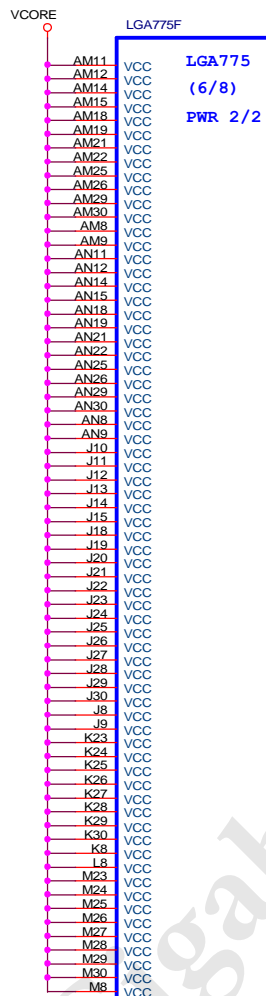 VCORE
LGA775F
LGA775
(6/8)
PWR 2/2
AM11 VCC
AM12 VCC
AM14 VCC
AM15 VCC
AM18 VCC
AM19 VCC
AM21 VCC
AM22 VCC
AM25 VCC
AM26 VCC
AM29 VCC
AM30 VCC
AM8 VCC
AM9 VCC
AN11 VCC
AN12 VCC
AN14 VCC
AN15 VCC
AN18 VCC
AN19 VCC
AN21 VCC
AN22 VCC
AN25 VCC
AN26 VCC
AN29 VCC
AN30 VCC
AN8 VCC
AN9 VCC
J10 VCC
J11 VCC
J12 VCC
J13 VCC
J14 VCC
J15 VCC
J18 VCC
J19 VCC
J20 VCC
J21 VCC
J22 VCC
J23 VCC
J24 VCC
J25 VCC
J26 VCC
J27 VCC
J28 VCC
J29 VCC
J30 VCC
J8 VCC
J9 VCC
K23 VCC
K24 VCC
K25 VCC
K26 VCC
K27 VCC
K28 VCC
K29 VCC
K30 VCC
K8 VCC
L8 VCC
M23 VCC
M24 VCC
M25 VCC
M26 VCC
M27 VCC
M28 VCC
M29 VCC
M30 VCC
M8 VCC